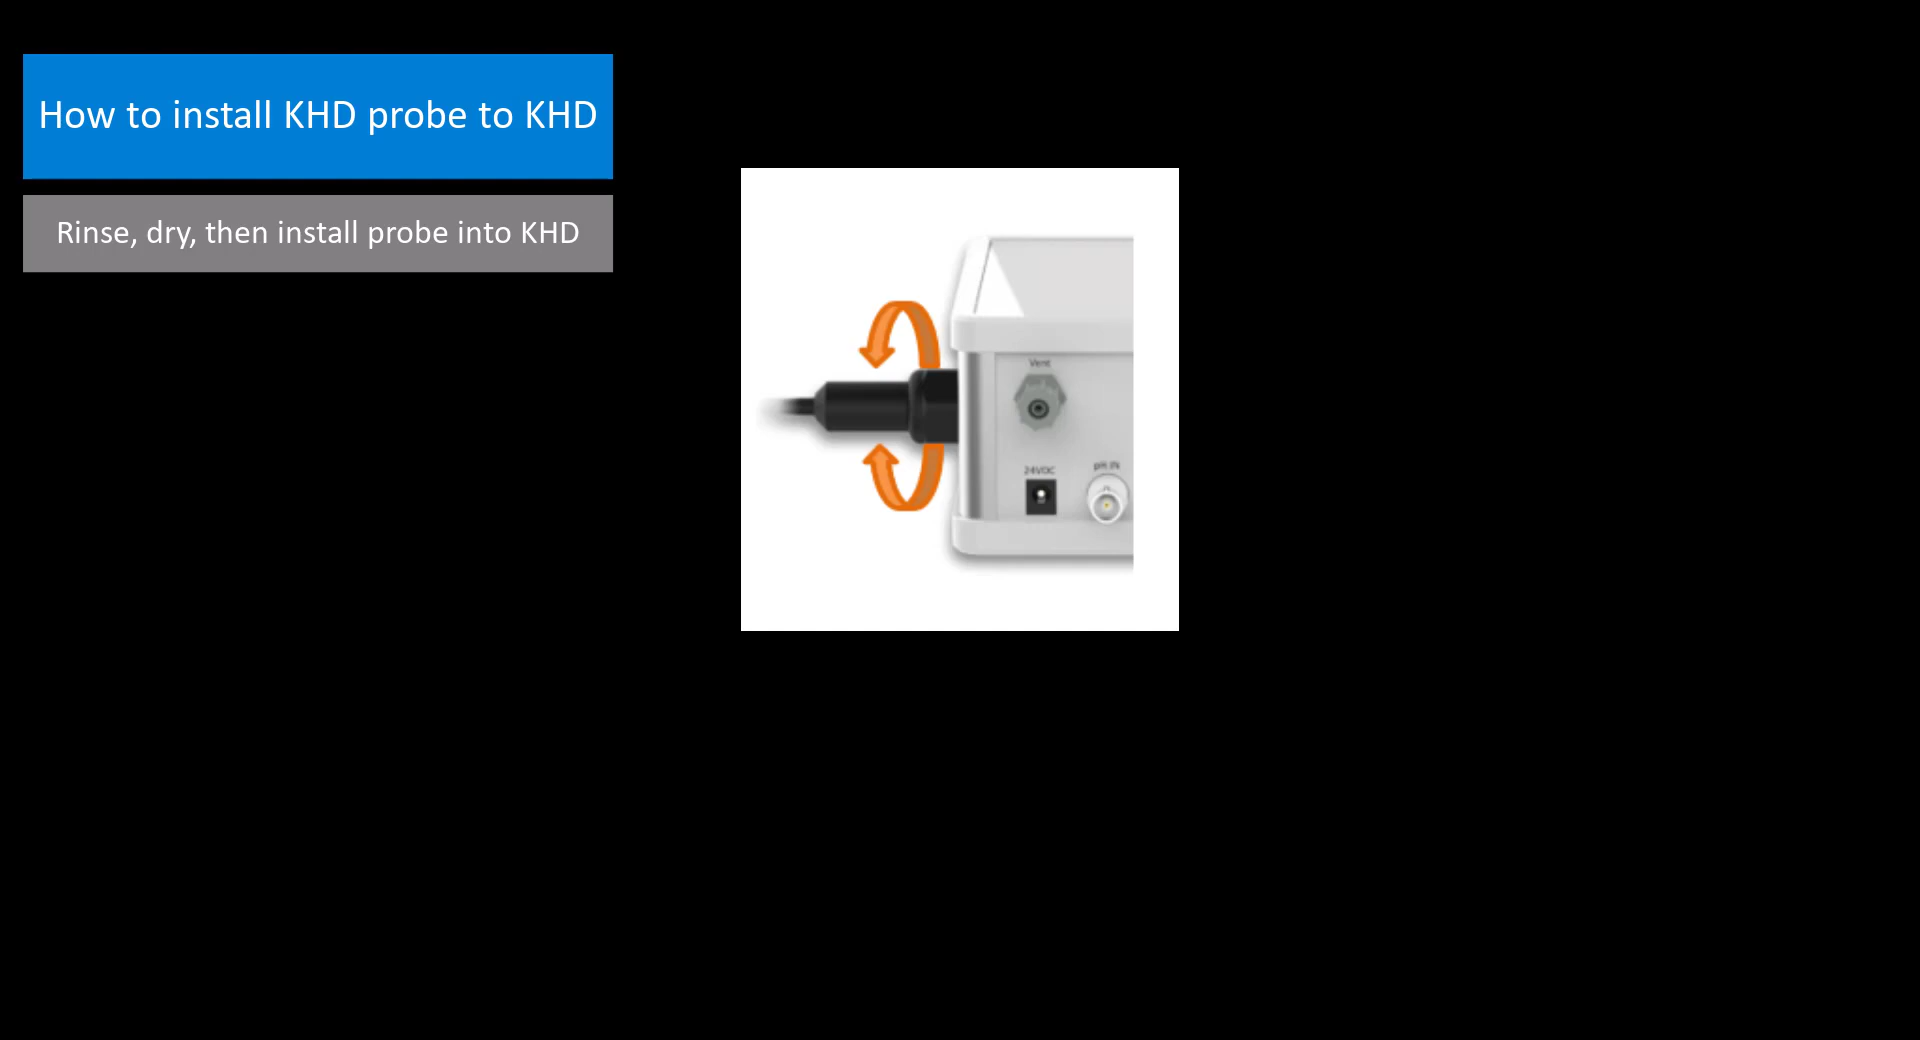 How to install KHD probe to KHD
Rinse, dry, then install probe into KHD
Vent
24VDC
pH IN